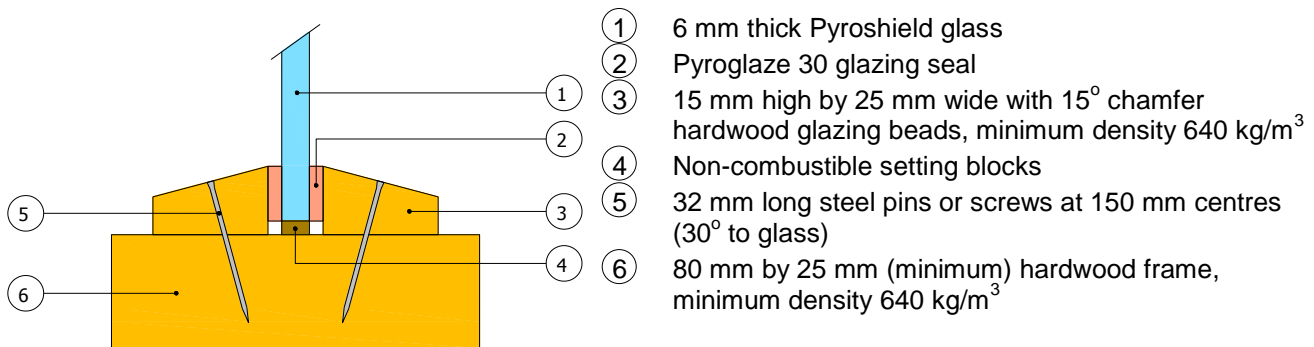 1 6 mm thick Pyroshield glass
2 Pyroglaze 30 glazing seal
3 15 mm high by 25 mm wide with 15° chamfer
hardwood glazing beads, minimum density 640 kg/m³
4 Non-combustible setting blocks
5 32 mm long steel pins or screws at 150 mm centres
(30° to glass)
6 80 mm by 25 mm (minimum) hardwood frame,
minimum density 640 kg/m³
1
2
5
3
4
6